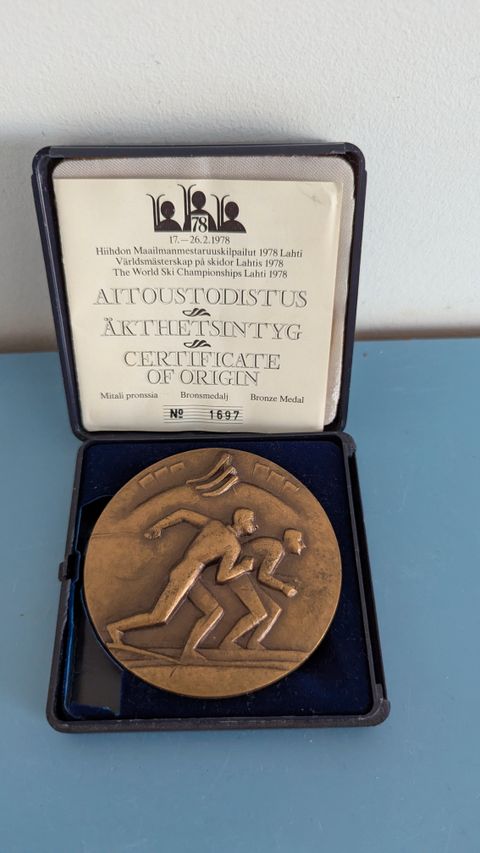 78
17.—26.2.1978
Hiihdon Maailmanmestaruuskilpailut 1978 Lahti
Världsmästerskap på skidor Lahtis 1978
The World Ski Championships Lahti 1978
AITOUSTODISTUS
ÄKTHETSINTYG
CERTIFICATE
OF ORIGIN
Mitali pronssia Bronsmedalj Bronze Medal
Nº 1697